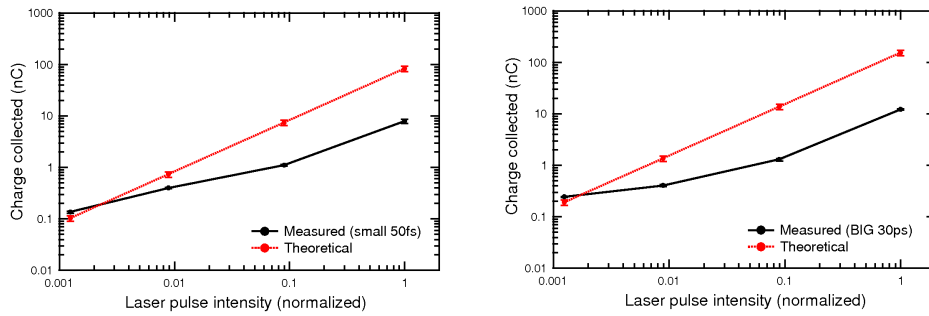 1000
100
10
1
0.1
0.01
Charge collected (nC)
Measured (small 50fs)
Theoretical
0.001
0.01
0.1
1
Laser pulse intensity (normalized)
1000
100
10
1
0.1
0.01
Charge collected (nC)
Measured (BIG 30ps)
Theoretical
0.001
0.01
0.1
1
Laser pulse intensity (normalized)